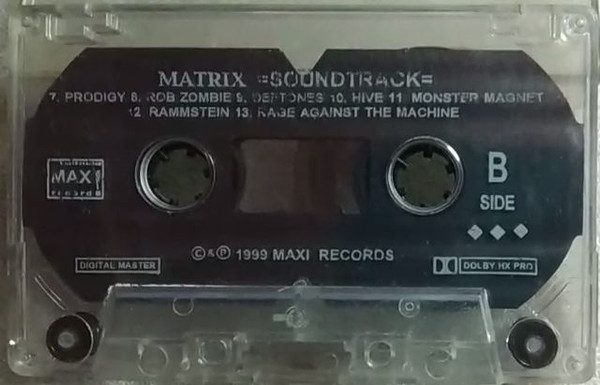 MATRIX =SOUNDTRACK=
7. PRODIGY 8. ROB ZOMBIE 9. DEFTONES 10. HIVE 11 MONSTER MAGNET
12 RAMMSTEIN 13. RAGE AGAINST THE MACHINE
MAXI
records
B
SIDE
© & ℗ 1999 MAXI RECORDS
DIGITAL MASTER
DOLBY HX PRO